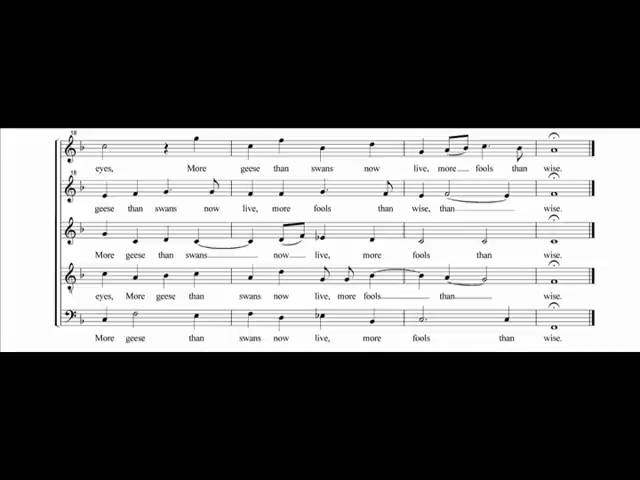 18
eyes, More geese than swans now live, more fools than wise.
18
geese than swans now live, more fools than wise, than wise.
More geese than swans now live, more fools than wise.
eyes, More geese than swans now live, more fools than wise.
More geese than swans now live, more fools than wise.